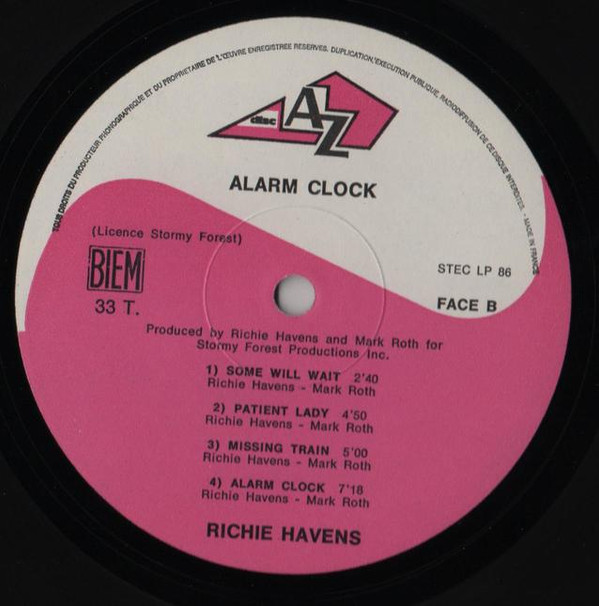 TOUS DROITS DU PRODUCTEUR PHONOGRAPHIQUE ET DU PROPRIETAIRE DE L'ŒUVRE ENREGISTREE RESERVES. DUPLICATION, EXECUTION PUBLIQUE, RADIODIFFUSION DE CE DISQUE INTERDITES. - MADE IN FRANCE
disc AZ
ALARM CLOCK
(Licence Stormy Forest)
BIEM
33 T.
STEC LP 86
FACE B
Produced by Richie Havens and Mark Roth for
Stormy Forest Productions Inc.
1) SOME WILL WAIT 2'40
Richie Havens - Mark Roth
2) PATIENT LADY 4'50
Richie Havens - Mark Roth
3) MISSING TRAIN 5'00
Richie Havens - Mark Roth
4) ALARM CLOCK 7'18
Richie Havens - Mark Roth
RICHIE HAVENS